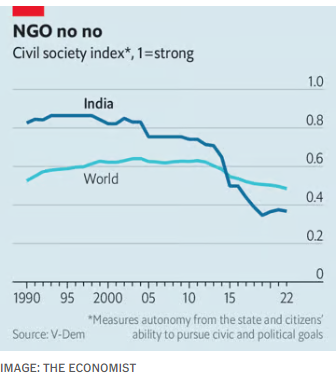 NGO no no
Civil society index*, 1=strong
1.0
India
0.8
0.6
World
0.4
0.2
0
1990 95 2000 05 10 15 22
*Measures autonomy from the state and citizens'
Source: V-Dem ability to pursue civic and political goals
IMAGE: THE ECONOMIST